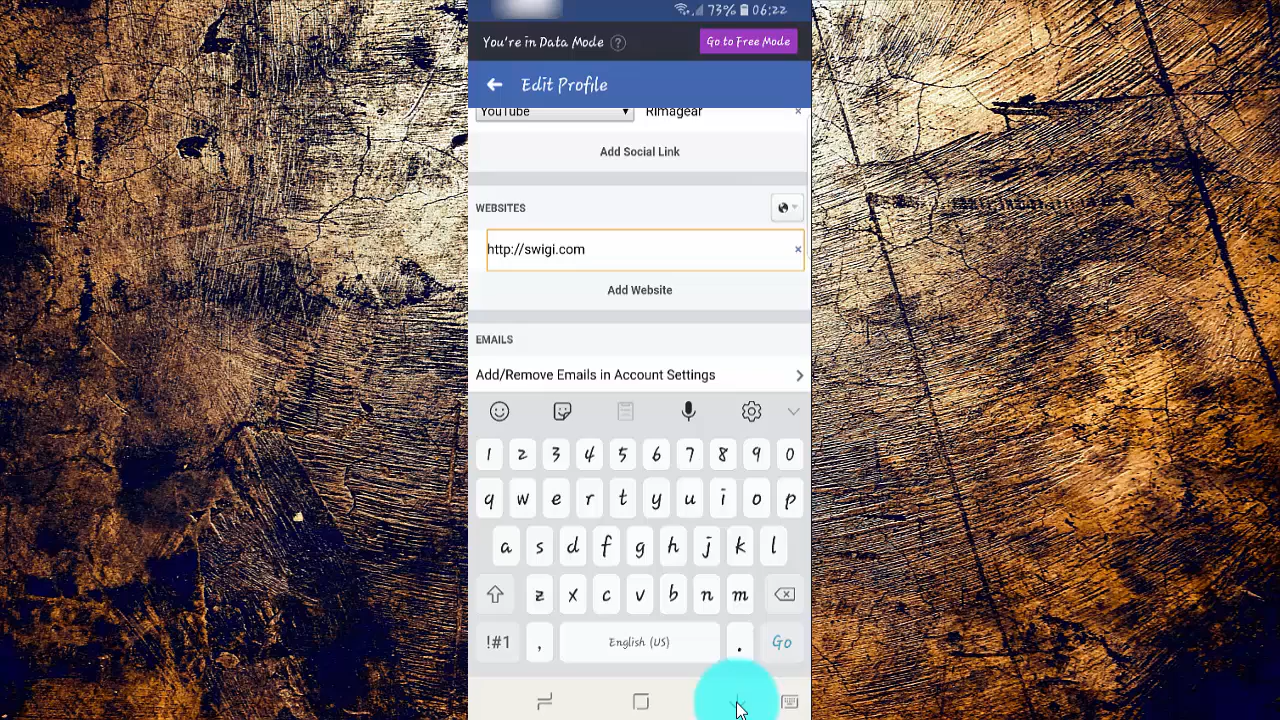 73% 06:22
You're in Data Mode ? Go to Free Mode
Edit Profile
YouTube Rimagear ×
Add Social Link
WEBSITES
http://swigi.com ×
Add Website
EMAILS
Add/Remove Emails in Account Settings
1 2 3 4 5 6 7 8 9 0
q w e r t y u i o p
a s d f g h j k l
z x c v b n m
!#1 , English (US) . Go